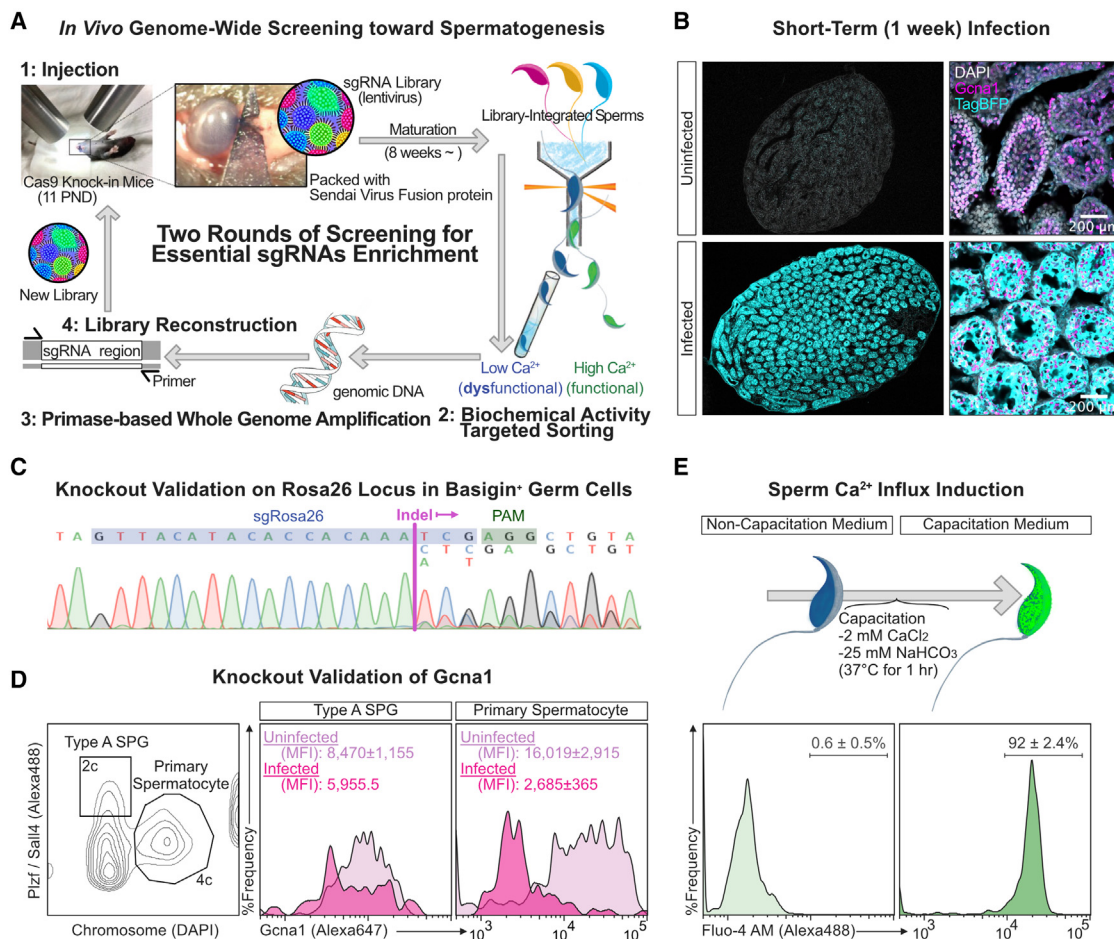 A
In Vivo Genome-Wide Screening toward Spermatogenesis
1: Injection
sgRNA Library
(lentivirus)
Maturation
(8 weeks ~ )
Library-Integrated Sperms
Cas9 Knock-in Mice
(11 PND)
Packed with
Sendai Virus Fusion protein
Two Rounds of Screening for
Essential sgRNAs Enrichment
New Library
4: Library Reconstruction
sgRNA region
Primer
genomic DNA
Low Ca²⁺
(dysfunctional)
High Ca²⁺
(functional)
3: Primase-based Whole Genome Amplification
2: Biochemical Activity
Targeted Sorting
B
Short-Term (1 week) Infection
Uninfected
DAPI
Gcna1
TagBFP
200 µm
Infected
200 µm
C
Knockout Validation on Rosa26 Locus in Basigin⁺ Germ Cells
sgRosa26
Indel
PAM
T A G T T A C A T A C A C C A C A A A T C G A G G C T G T A
C T C G A G C T G T
A T
D
Knockout Validation of Gcna1
Plzf / Sall4 (Alexa488)
Type A SPG
2c
Primary
Spermatocyte
4c
Chromosome (DAPI)
%Frequency
Type A SPG
Uninfected
(MFI): 8,470±1,155
Infected
(MFI): 5,955.5
Primary Spermatocyte
Uninfected
(MFI): 16,019±2,915
Infected
(MFI): 2,685±365
Gcna1 (Alexa647)
10³ 10⁴ 10⁵
E
Sperm Ca²⁺ Influx Induction
Non-Capacitation Medium
Capacitation Medium
Capacitation
-2 mM CaCl₂
-25 mM NaHCO₃
(37°C for 1 hr)
%Frequency
0.6 ± 0.5%
92 ± 2.4%
Fluo-4 AM (Alexa488)
10³ 10⁴ 10⁵